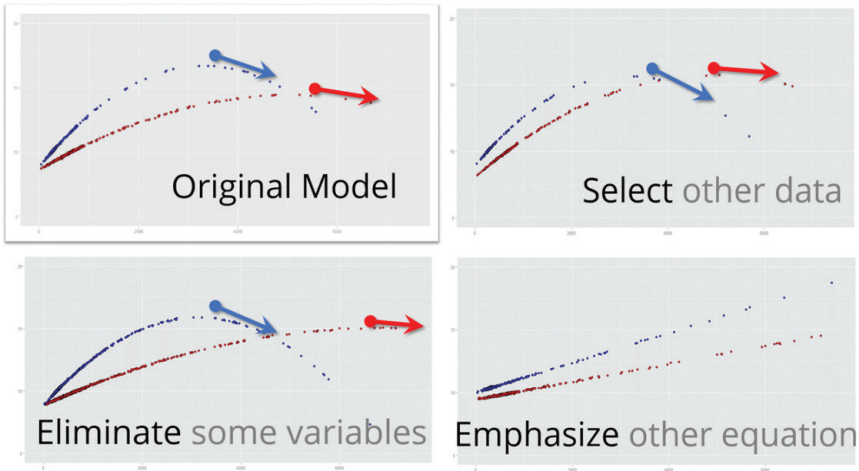 Original Model
Select other data
Eliminate some variables
Emphasize other equation